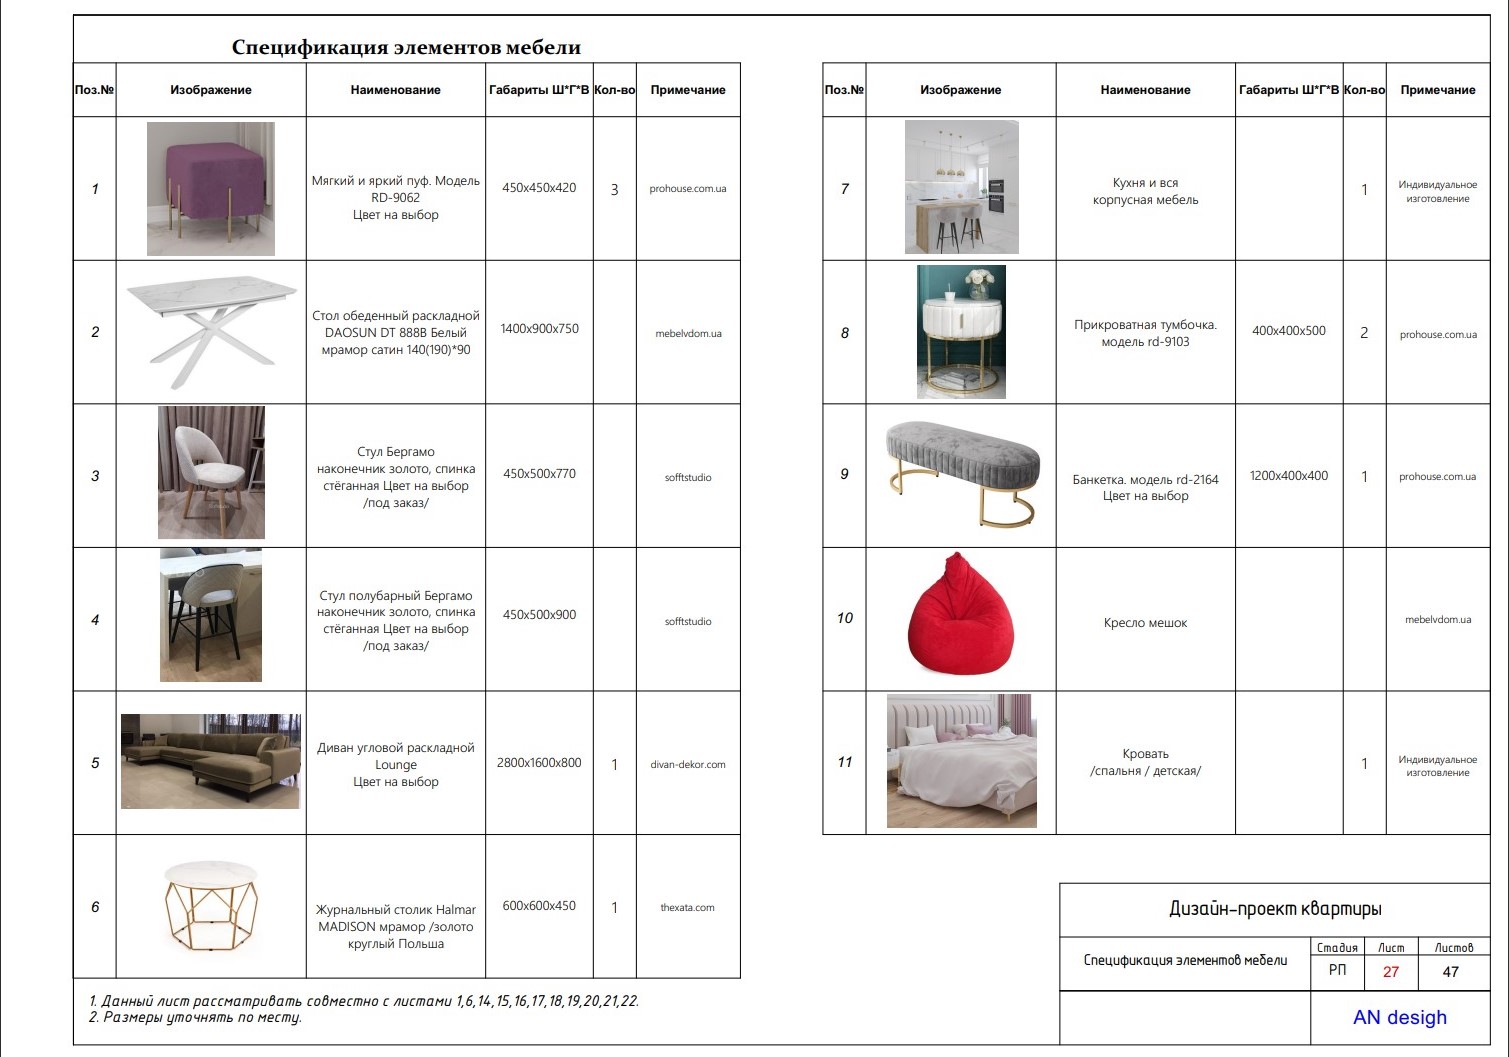 Спецификация элементов мебели
Поз.№ Изображение Наименование Габариты Ш*Г*В Кол-во Примечание
1
Мягкий и яркий пуф. Модель
RD-9062
Цвет на выбор
450x450x420
3
prohouse.com.ua
2
Стол обеденный раскладной
DAOSUN DT 888B Белый
мрамор сатин 140(190)*90
1400x900x750
mebelvdom.ua
3
Стул Бергамо
наконечник золото, спинка
стёганная Цвет на выбор
/под заказ/
450x500x770
sofftstudio
4
Стул полубарный Бергамо
наконечник золото, спинка
стёганная Цвет на выбор
/под заказ/
450x500x900
sofftstudio
5
Диван угловой раскладной
Lounge
Цвет на выбор
2800x1600x800
1
divan-dekor.com
6
Журнальный столик Halmar
MADISON мрамор /золото
круглый Польша
600x600x450
1
thexata.com
Поз.№ Изображение Наименование Габариты Ш*Г*В Кол-во Примечание
7
Кухня и вся
корпусная мебель
1
Индивидуальное
изготовление
8
Прикроватная тумбочка.
модель rd-9103
400x400x500
2
prohouse.com.ua
9
Банкетка. модель rd-2164
Цвет на выбор
1200x400x400
1
prohouse.com.ua
10
Кресло мешок
mebelvdom.ua
11
Кровать
/спальня / детская/
1
Индивидуальное
изготовление
1. Данный лист рассматривать совместно с листами 1,6,14,15,16,17,18,19,20,21,22.
2. Размеры уточнять по месту.
Дизайн-проект квартиры
Спецификация элементов мебели
Стадия Лист Листов
РП 27 47
AN desigh